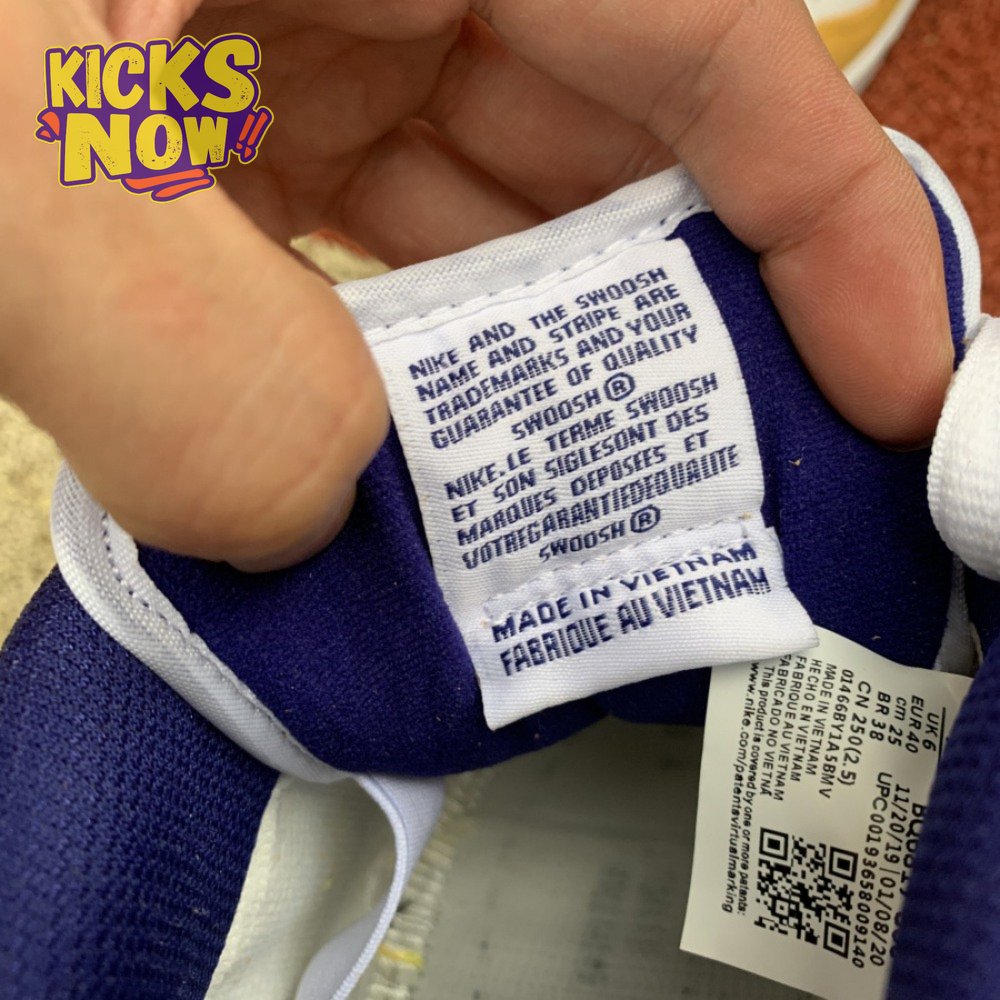 KICKS
NOW!!
NIKE AND THE SWOOSH
NAME AND STRIPE ARE
TRADEMARKS AND YOUR
GUARANTEE OF QUALITY
SWOOSH®
NIKE.LE TERME SWOOSH
ET SON SIGLESONT DES
MARQUES DEPOSEES ET
VOTREGARANTIEDEQUALITE
SWOOSH®
MADE IN VIETNAM
FABRIQUE AU VIETNAM
UK 6
EUR 40
cm 25
BR 38
CN 250(2.5)
01466BY1A5BM V
MADE IN VIETNAM
HECHO EN VIETNAM
FABRIQUE AU VIETNAM
FABRICADO NO VIETNÃ
This product is covered by one or more patents:
www.nike.com/patentsvirtualmarking
11/20/19 | 01/08/20
UPC00193658009140